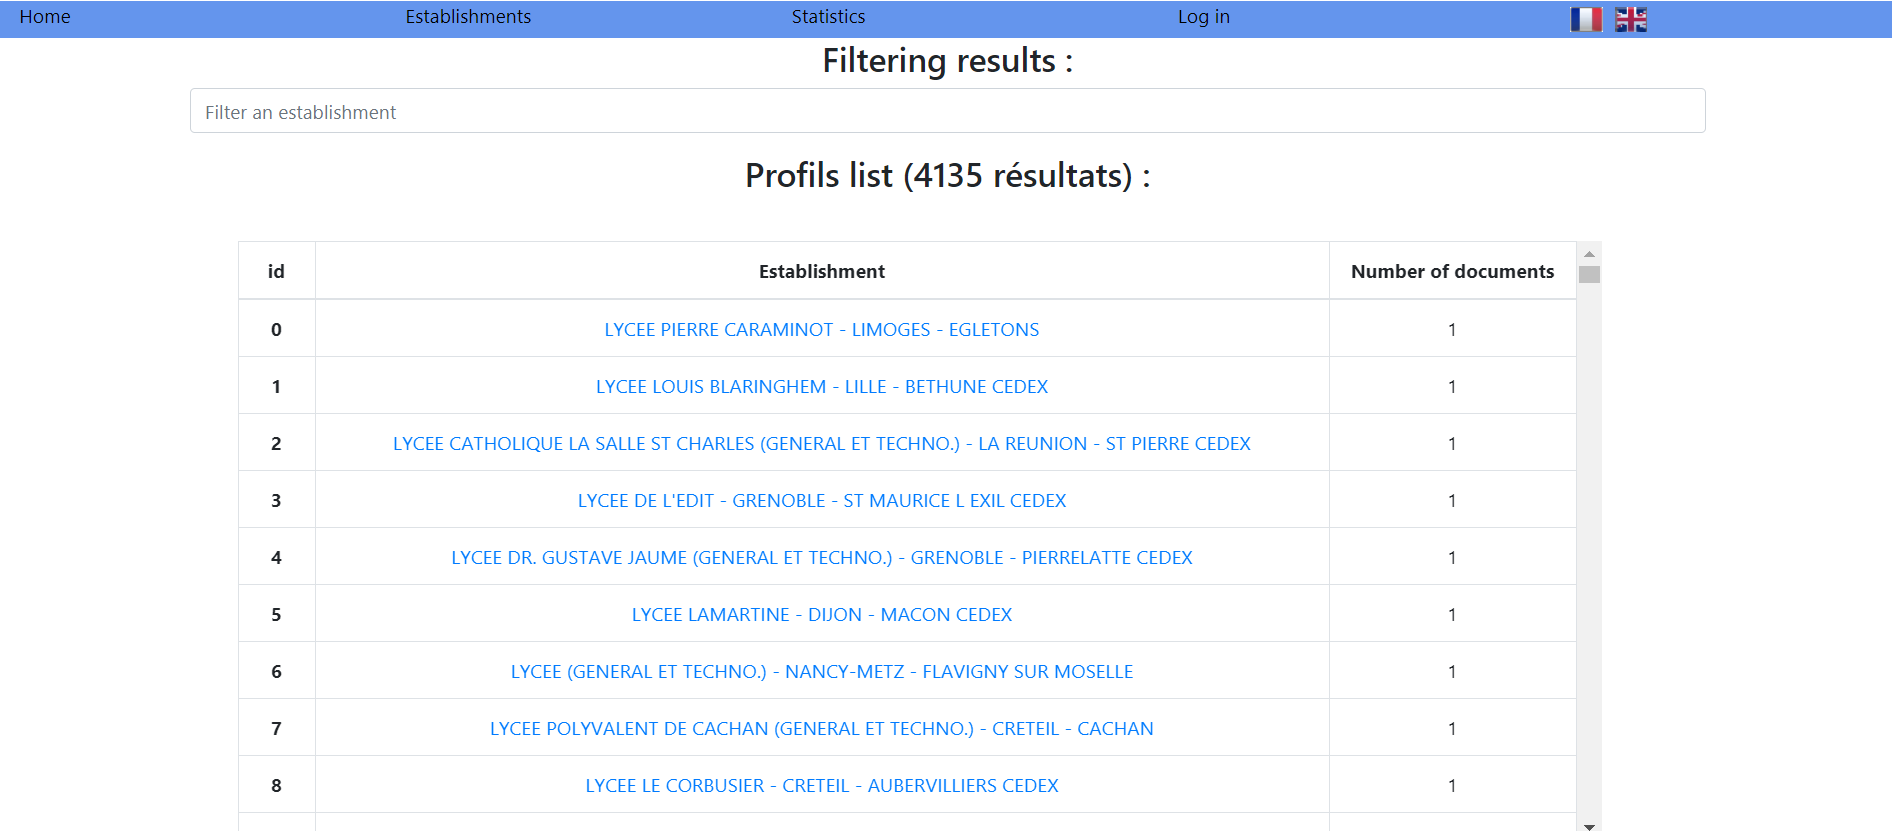 Home Establishments Statistics Log in
Filtering results :
Filter an establishment
Profils list (4135 résultats) :
id Establishment Number of documents
0 LYCEE PIERRE CARAMINOT - LIMOGES - EGLETONS 1
1 LYCEE LOUIS BLARINGHEM - LILLE - BETHUNE CEDEX 1
2 LYCEE CATHOLIQUE LA SALLE ST CHARLES (GENERAL ET TECHNO.) - LA REUNION - ST PIERRE CEDEX 1
3 LYCEE DE L'EDIT - GRENOBLE - ST MAURICE L EXIL CEDEX 1
4 LYCEE DR. GUSTAVE JAUME (GENERAL ET TECHNO.) - GRENOBLE - PIERRELATTE CEDEX 1
5 LYCEE LAMARTINE - DIJON - MACON CEDEX 1
6 LYCEE (GENERAL ET TECHNO.) - NANCY-METZ - FLAVIGNY SUR MOSELLE 1
7 LYCEE POLYVALENT DE CACHAN (GENERAL ET TECHNO.) - CRETEIL - CACHAN 1
8 LYCEE LE CORBUSIER - CRETEIL - AUBERVILLIERS CEDEX 1